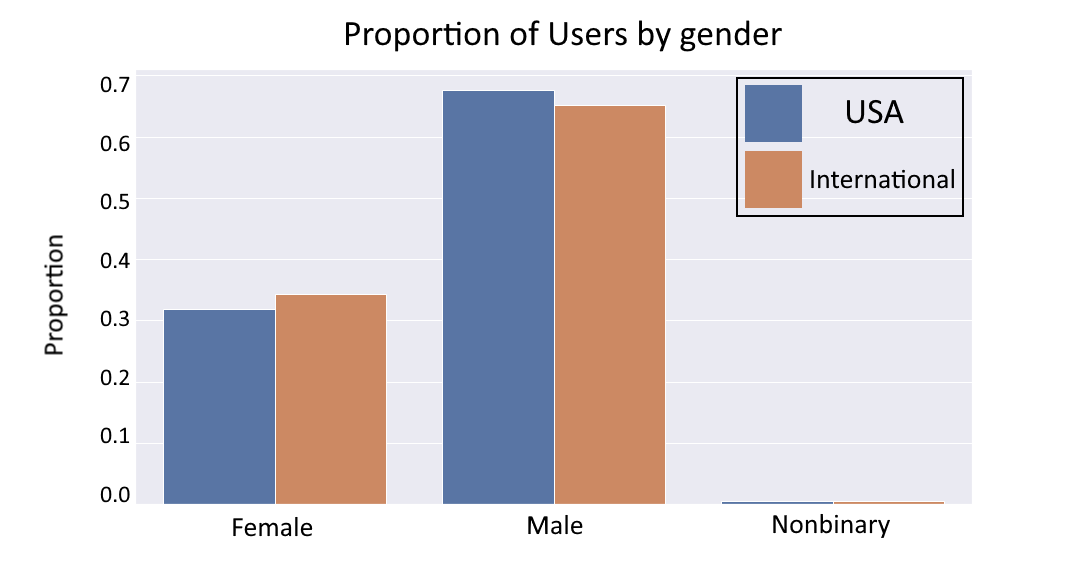 Proportion of Users by gender
0.7
0.6
0.5
0.4
0.3
0.2
0.1
0.0
Proportion
USA
International
Female
Male
Nonbinary